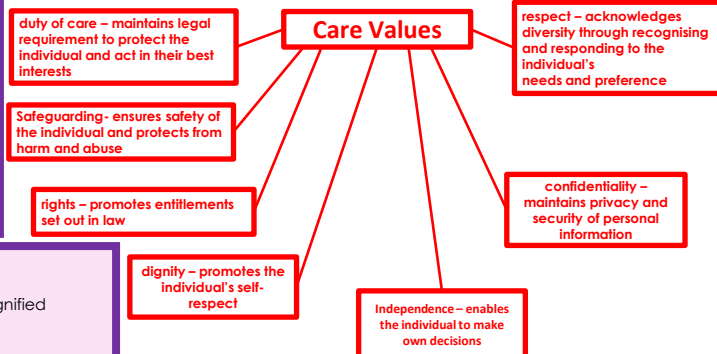 Care Values
duty of care – maintains legal
requirement to protect the
individual and act in their best
interests
respect – acknowledges
diversity through recognising
and responding to the
individual's
needs and preference
Safeguarding- ensures safety of
the individual and protects from
harm and abuse
rights – promotes entitlements
set out in law
confidentiality –
maintains privacy and
security of personal
information
dignity – promotes the
individual's self-
respect
Independence – enables
the individual to make
own decisions